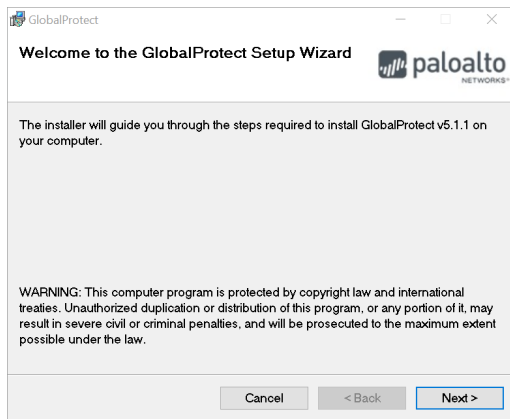 GlobalProtect
Welcome to the GlobalProtect Setup Wizard
paloalto
NETWORKS
The installer will guide you through the steps required to install GlobalProtect v5.1.1 on
your computer.
WARNING: This computer program is protected by copyright law and international
treaties. Unauthorized duplication or distribution of this program, or any portion of it, may
result in severe civil or criminal penalties, and will be prosecuted to the maximum extent
possible under the law.
Cancel < Back Next >